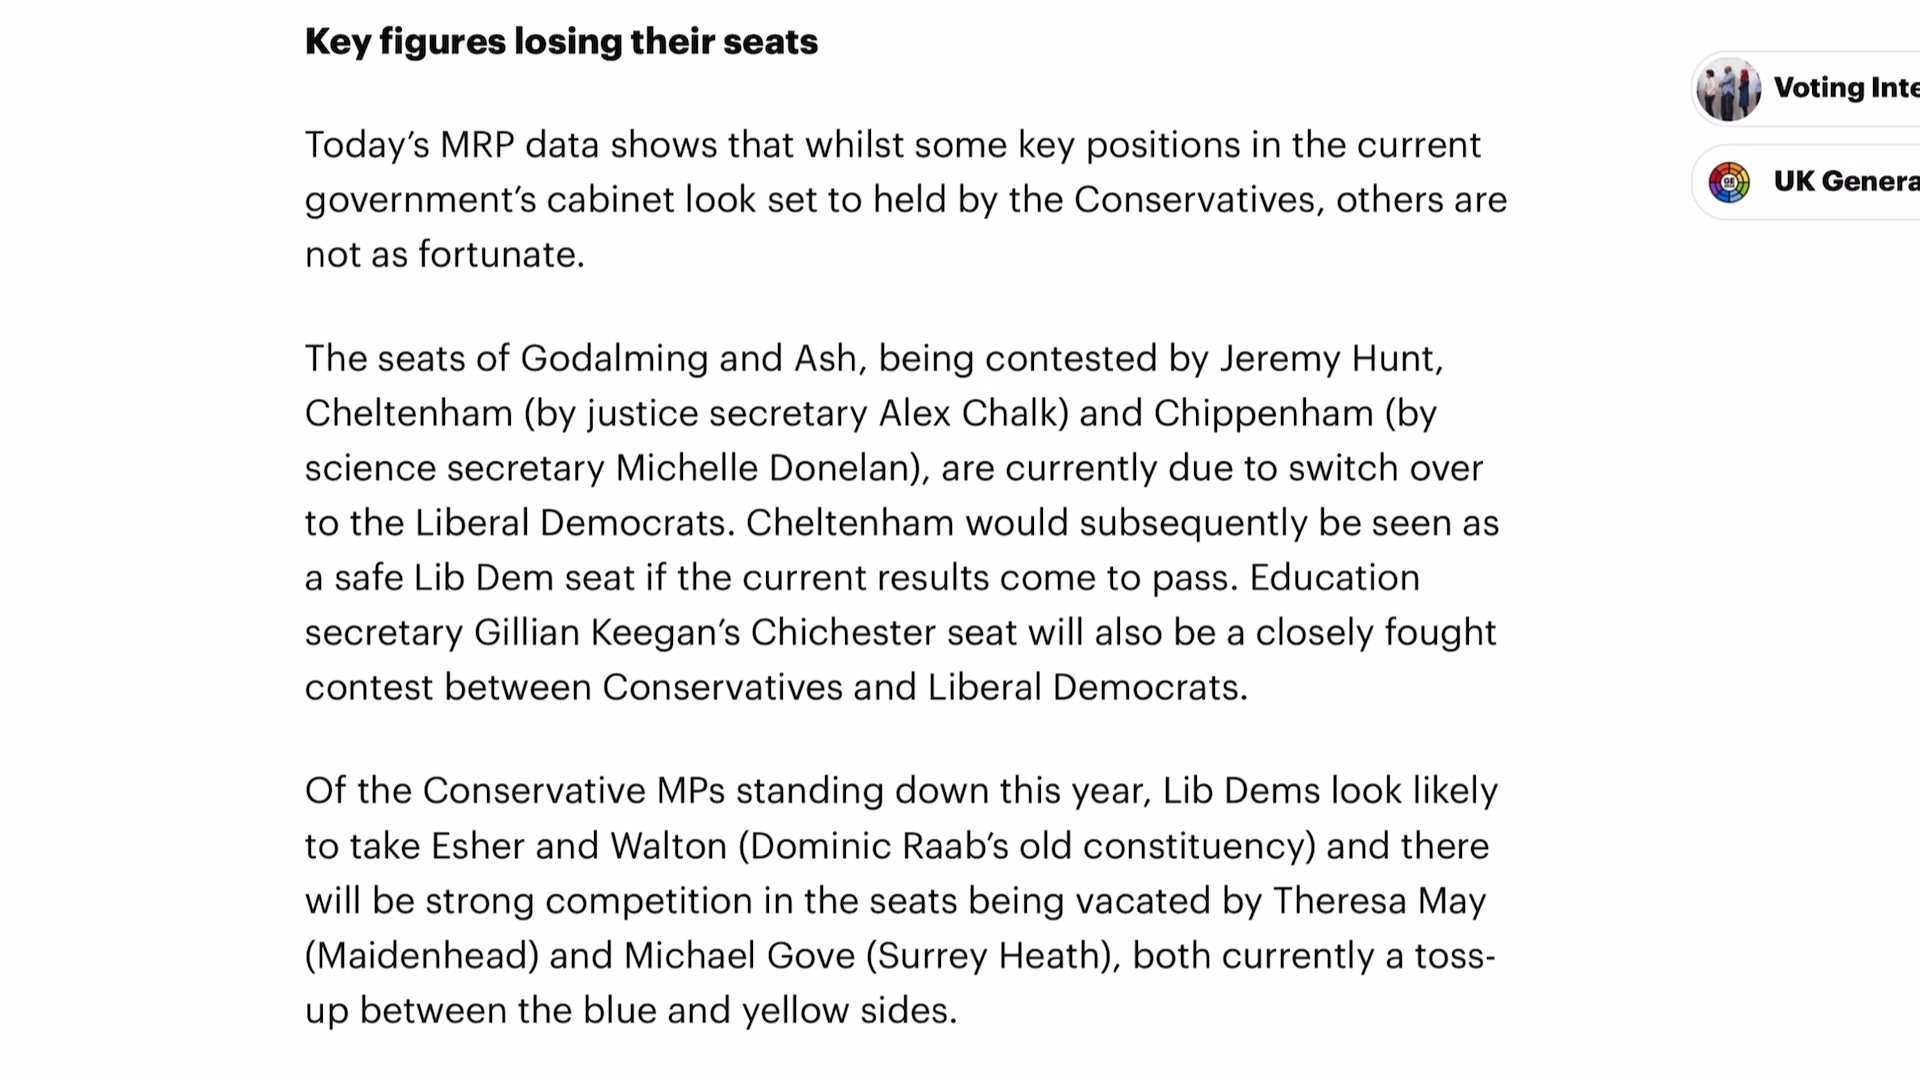 Key figures losing their seats
Today’s MRP data shows that whilst some key positions in the current
government’s cabinet look set to held by the Conservatives, others are
not as fortunate.
The seats of Godalming and Ash, being contested by Jeremy Hunt,
Cheltenham (by justice secretary Alex Chalk) and Chippenham (by
science secretary Michelle Donelan), are currently due to switch over
to the Liberal Democrats. Cheltenham would subsequently be seen as
a safe Lib Dem seat if the current results come to pass. Education
secretary Gillian Keegan’s Chichester seat will also be a closely fought
contest between Conservatives and Liberal Democrats.
Of the Conservative MPs standing down this year, Lib Dems look likely
to take Esher and Walton (Dominic Raab’s old constituency) and there
will be strong competition in the seats being vacated by Theresa May
(Maidenhead) and Michael Gove (Surrey Heath), both currently a toss-
up between the blue and yellow sides.
Voting Inte
UK Genera
GE